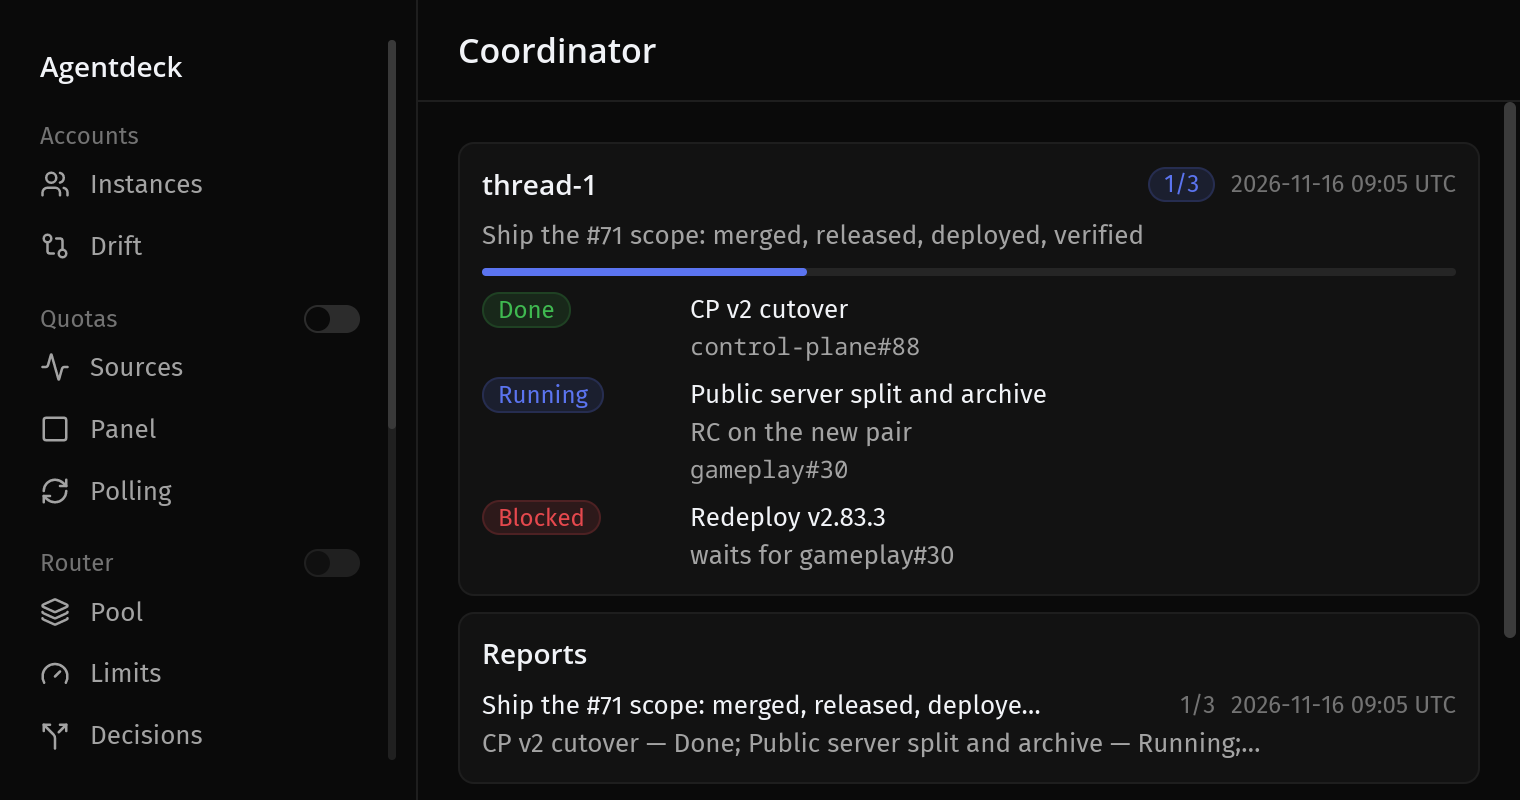 Agentdeck
Accounts
Instances
Drift
Quotas
Sources
Panel
Polling
Router
Pool
Limits
Decisions
Coordinator
thread-1 1/3 2026-11-16 09:05 UTC
Ship the #71 scope: merged, released, deployed, verified
Done CP v2 cutover
control-plane#88
Running Public server split and archive
RC on the new pair
gameplay#30
Blocked Redeploy v2.83.3
waits for gameplay#30
Reports
Ship the #71 scope: merged, released, deploye... 1/3 2026-11-16 09:05 UTC
CP v2 cutover — Done; Public server split and archive — Running;...